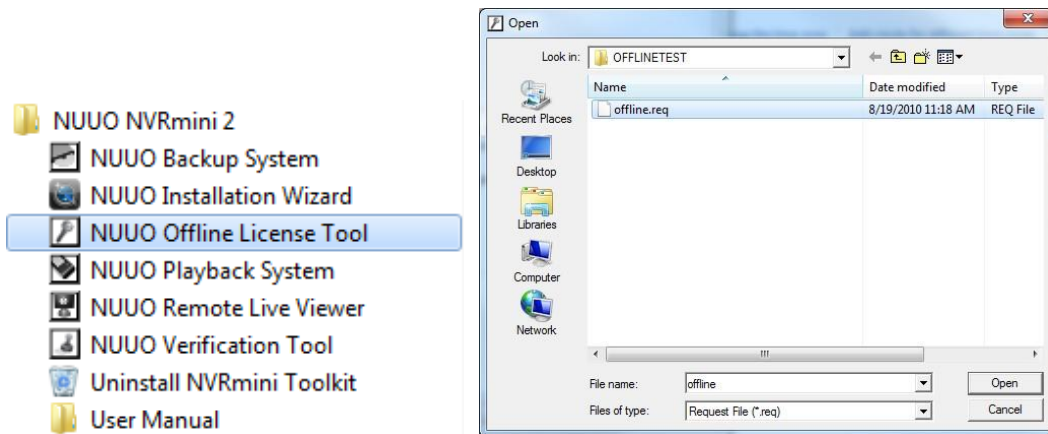 NUUO NVRmini 2
NUUO Backup System
NUUO Installation Wizard
NUUO Offline License Tool
NUUO Playback System
NUUO Remote Live Viewer
NUUO Verification Tool
Uninstall NVRmini Toolkit
User Manual
Open
Look in: OFFLINETEST
Name Date modified Type
offline.req 8/19/2010 11:18 AM REQ File
Recent Places
Desktop
Libraries
Computer
Network
File name: offline Open
Files of type: Request File (*.req) Cancel